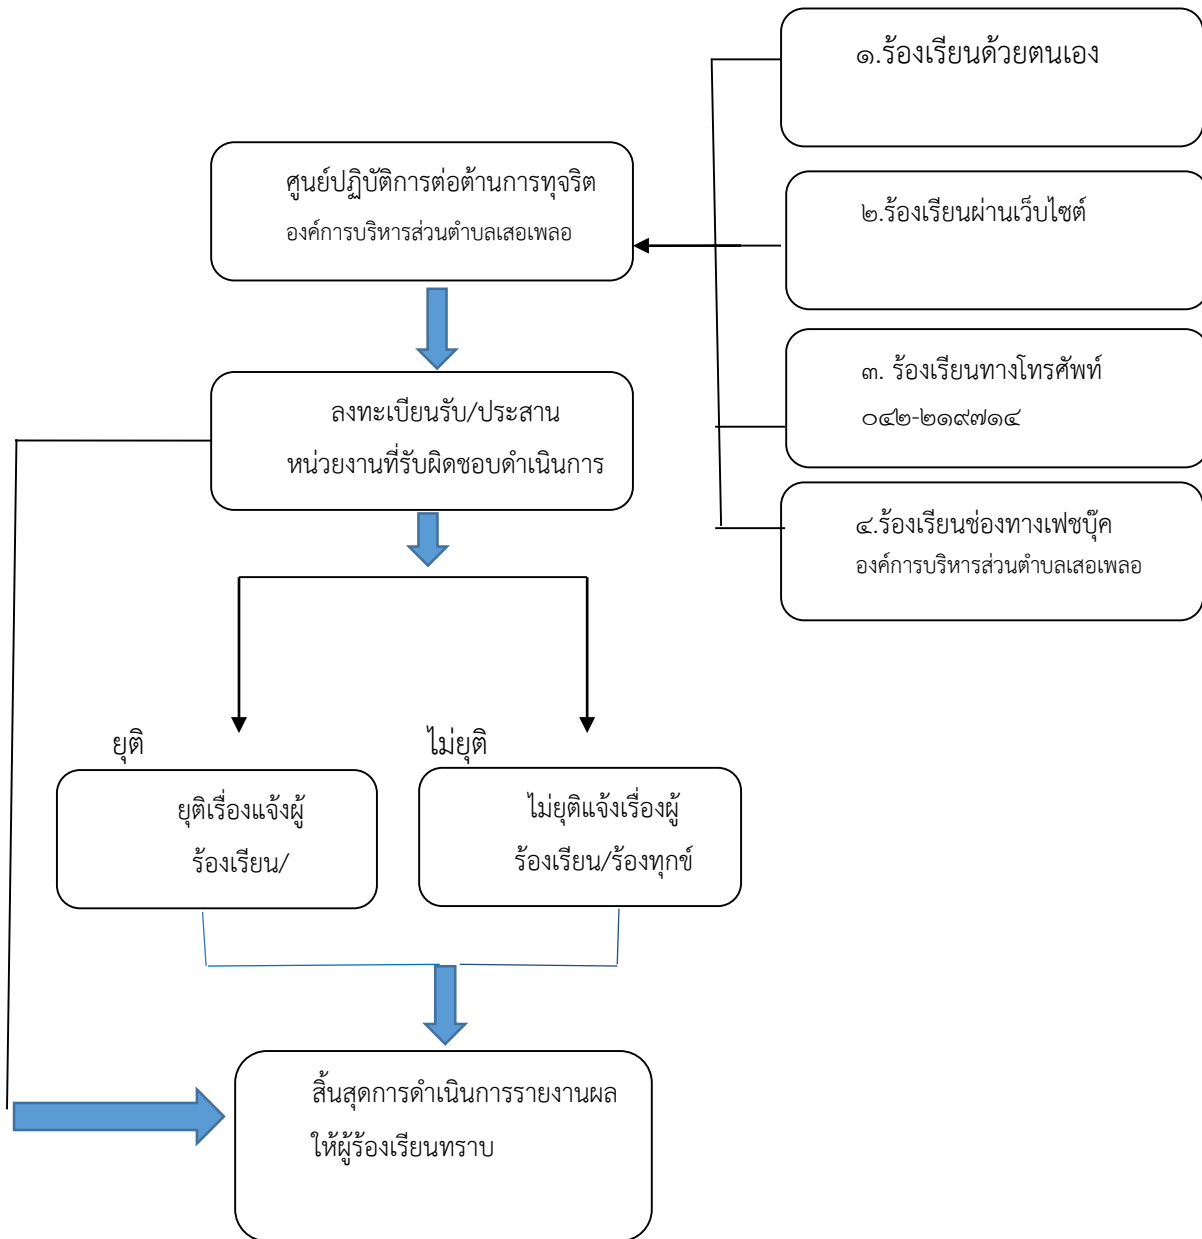 ๑.ร้องเรียนด้วยตนเอง
ศูนย์ปฏิบัติการต่อต้านการทุจริต
องค์การบริหารส่วนตำบลเสอเพลอ
๒.ร้องเรียนผ่านเว็บไซต์
๓. ร้องเรียนทางโทรศัพท์
๐๔๒-๒๑๙๗๑๔
ลงทะเบียนรับ/ประสาน
หน่วยงานที่รับผิดชอบดำเนินการ
๔.ร้องเรียนช่องทางเฟชบุ๊ค
องค์การบริหารส่วนตำบลเสอเพลอ
ยุติ
ไม่ยุติ
ยุติเรื่องแจ้งผู้
ร้องเรียน/
ไม่ยุติแจ้งเรื่องผู้
ร้องเรียน/ร้องทุกข์
สิ้นสุดการดำเนินการรายงานผล
ให้ผู้ร้องเรียนทราบ